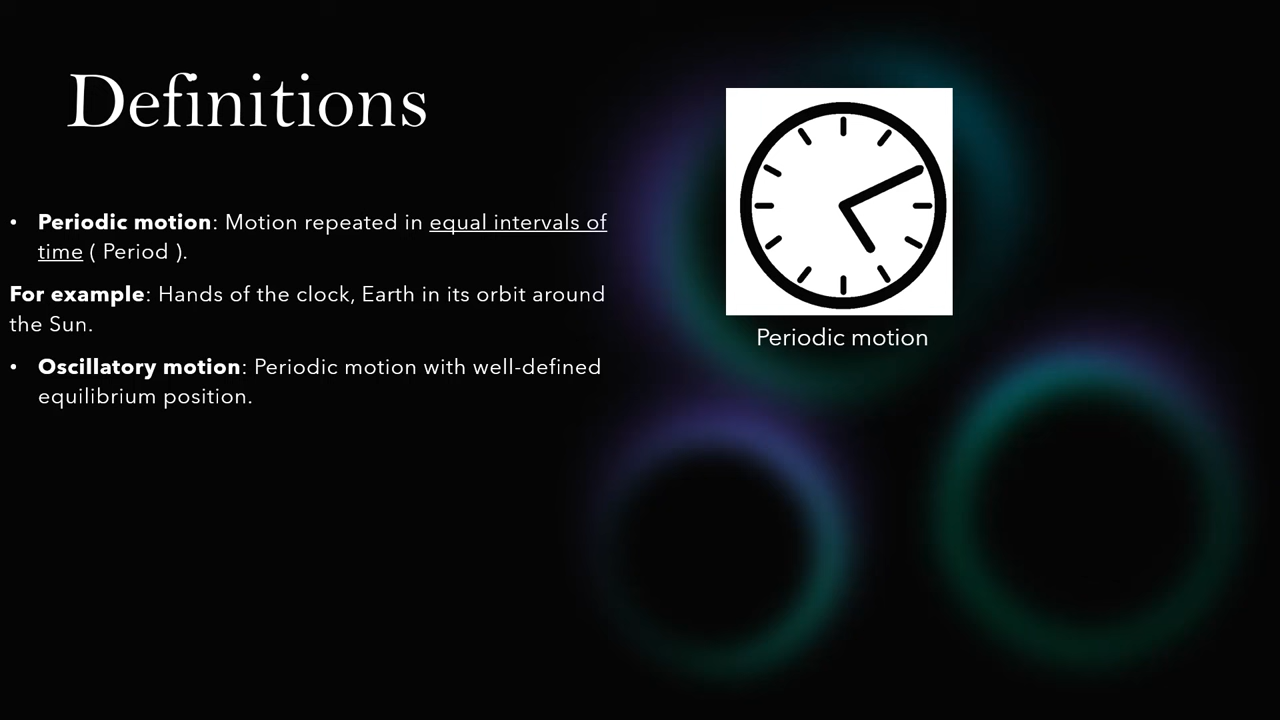 Definitions
• Periodic motion: Motion repeated in equal intervals of
time ( Period ).
For example: Hands of the clock, Earth in its orbit around
the Sun.
• Oscillatory motion: Periodic motion with well-defined
equilibrium position.
Periodic motion